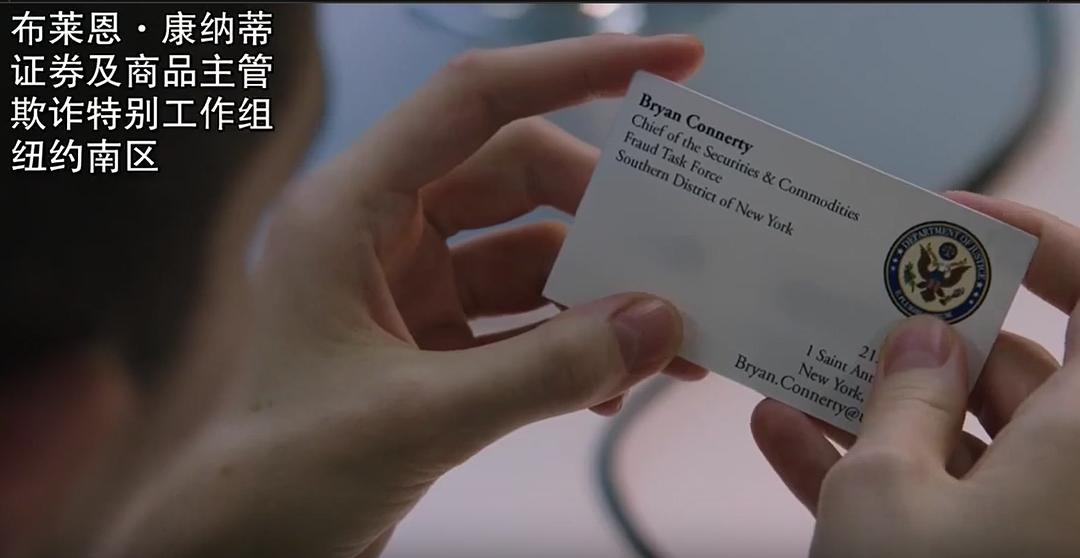 布莱恩·康纳蒂
证券及商品主管
欺诈特别工作组
纽约南区
Bryan Connerty
Chief of the Securities & Commodities
Fraud Task Force
Southern District of New York
DEPARTMENT OF JUSTICE
1 Saint
New York,